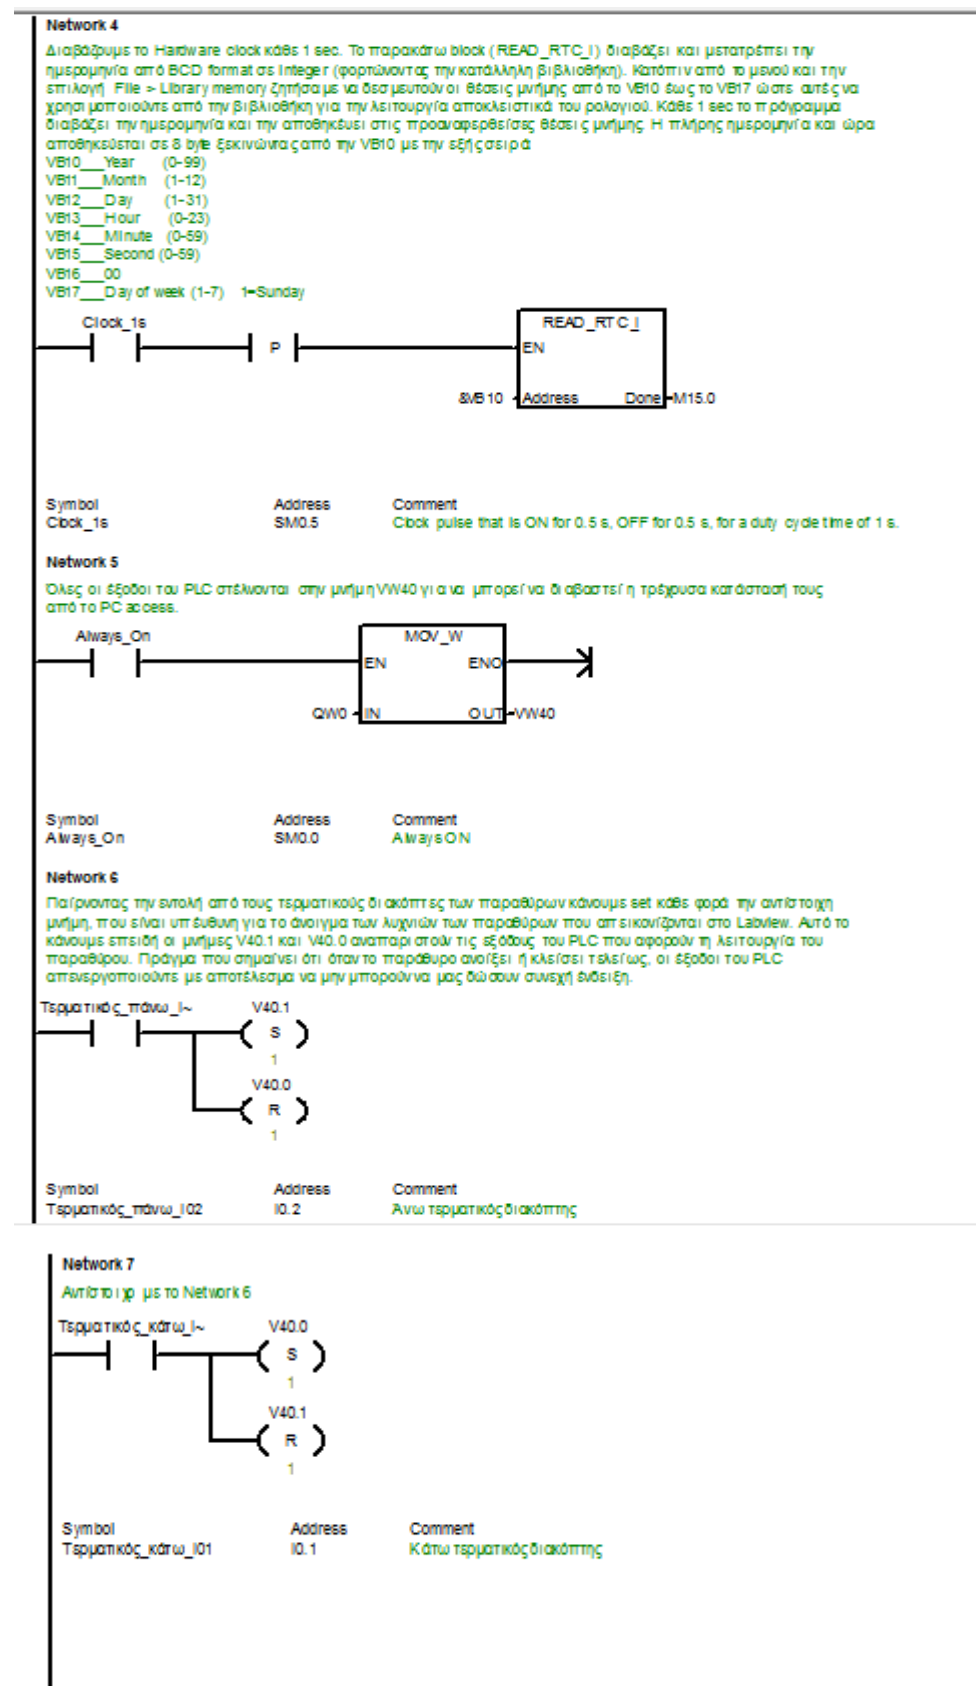 Network 4
Διαβάζουμε το Hardware clock κάθε 1 sec. Το παρακάτω block (READ_RTC_I) διαβάζει και μετατρέπει την
ημερομηνία από BCD format σε Integer (φορτώνοντας την κατάλληλη βιβλιοθήκη). Κατόπιν από το μενού και την
επιλογή File > Library memory ζητήσαμε να δεσμευτούν οι θέσεις μνήμης από το VB10 έως το VB17 ώστε αυτές να
χρησιμοποιούντε από την βιβλιοθήκη για την λειτουργία αποκλειστικά του ρολογιού. Κάθε 1 sec το πρόγραμμα
διαβάζει την ημερομηνία και την αποθηκέυει στις προαναφερθείσες θέσεις μνήμης. Η πλήρης ημερομηνία και ώρα
αποθηκεύεται σε 8 byte ξεκινώντας από την VB10 με την εξής σειρά
VB10___Year (0-99)
VB11___Month (1-12)
VB12___Day (1-31)
VB13___Hour (0-23)
VB14___Minute (0-59)
VB15___Second (0-59)
VB16___00
VB17___Day of week (1-7) 1=Sunday
Clock_1s
READ_RTC_I
P
EN
&VB10 Address Done M15.0
Symbol Address Comment
Clock_1s SM0.5 Clock pulse that is ON for 0.5 s, OFF for 0.5 s, for a duty cycle time of 1 s.
Network 5
Όλες οι έξοδοι του PLC στέλνονται στην μνήμη VW40 για να μπορεί να διαβαστεί η τρέχουσα κατάστασή τους
από το PC access.
Always_On
MOV_W
EN ENO
QW0 IN OUT VW40
Symbol Address Comment
Always_On SM0.0 Always ON
Network 6
Παίρνοντας την εντολή από τους τερματικούς διακόπτες των παραθύρων κάνουμε set κάθε φορά την αντίστοιχη
μνήμη, που είναι υπεύθυνη για το άνοιγμα των λυχνιών των παραθύρων που απεικονίζονται στο Labview. Αυτό το
κάνουμε επειδή οι μνήμες V40.1 και V40.0 αναπαριστούν τις εξόδους του PLC που αφορούν τη λειτουργία του
παραθύρου. Πράγμα που σημαίνει ότι όταν το παράθυρο ανοίξει ή κλείσει τελείως, οι έξοδοι του PLC
απενεργοποιούντε με αποτέλεσμα να μην μπορούν να μας δώσουν συνεχή ένδειξη.
Τερματικός_πάνω_I~ V40.1
S
1
V40.0
R
1
Symbol Address Comment
Τερματικός_πάνω_I02 I0.2 Άνω τερματικός διακόπτης
Network 7
Αντίστοιχα με το Network 6
Τερματικός_κάτω_I~ V40.0
S
1
V40.1
R
1
Symbol Address Comment
Τερματικός_κάτω_I01 I0.1 Κάτω τερματικός διακόπτης